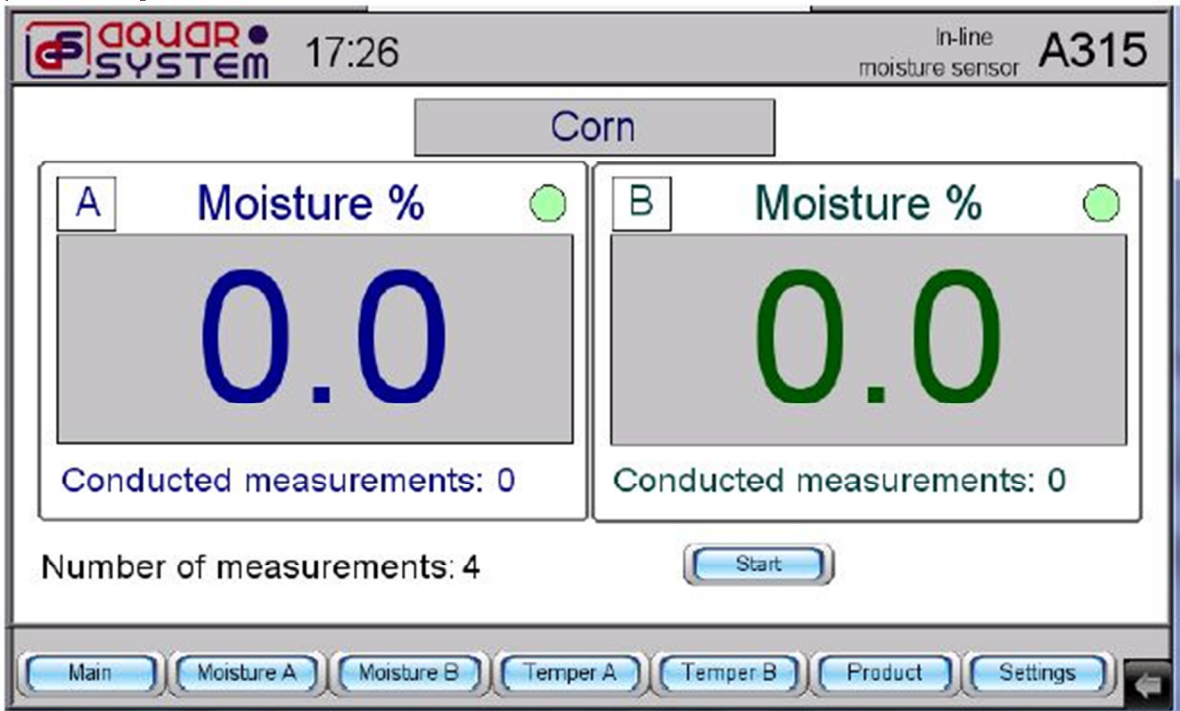 aquar
system
17:26
In-line
moisture sensor
A315
Corn
A
Moisture %
0.0
Conducted measurements: 0
B
Moisture %
0.0
Conducted measurements: 0
Number of measurements: 4
Start
Main
Moisture A
Moisture B
Temper A
Temper B
Product
Settings